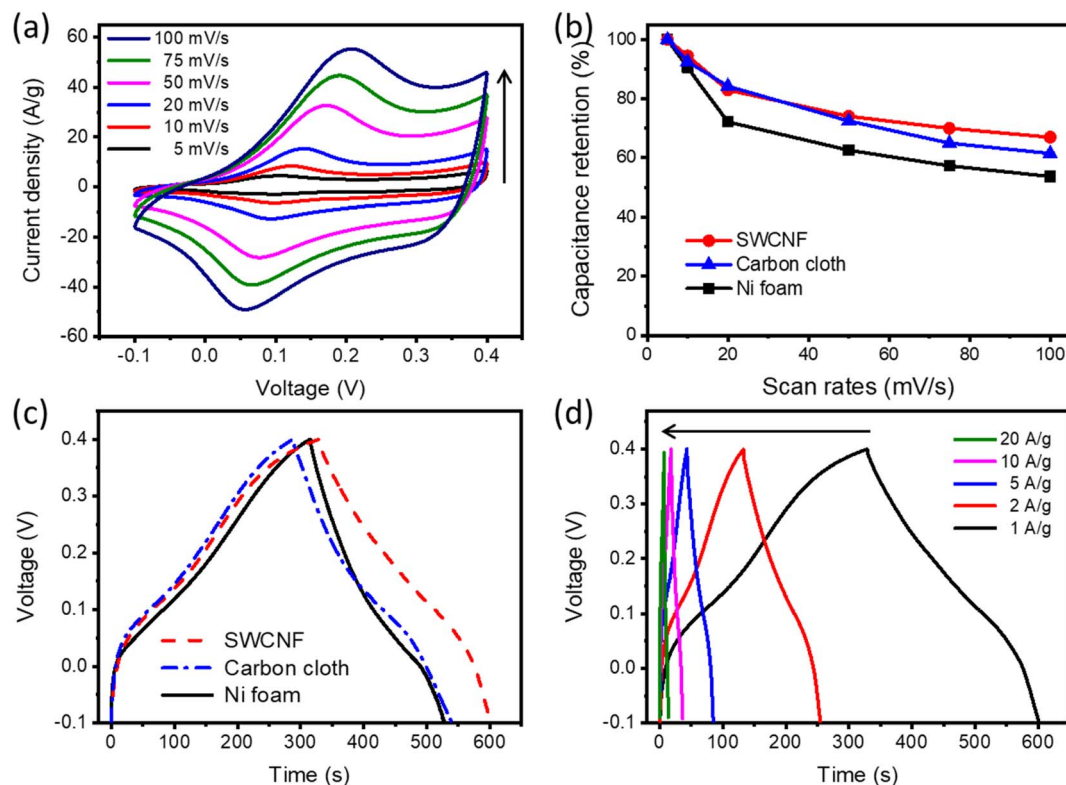 (a)
60
40
20
0
-20
-40
-60
Current density (A/g)
100 mV/s
75 mV/s
50 mV/s
20 mV/s
10 mV/s
5 mV/s
-0.1 0.0 0.1 0.2 0.3 0.4
Voltage (V)
(b)
100
80
60
40
20
0
Capacitance retention (%)
SWCNF
Carbon cloth
Ni foam
0 20 40 60 80 100
Scan rates (mV/s)
(c)
0.4
0.3
0.2
0.1
0.0
-0.1
Voltage (V)
SWCNF
Carbon cloth
Ni foam
0 100 200 300 400 500 600
Time (s)
(d)
0.4
0.3
0.2
0.1
0.0
-0.1
Voltage (V)
20 A/g
10 A/g
5 A/g
2 A/g
1 A/g
0 100 200 300 400 500 600
Time (s)